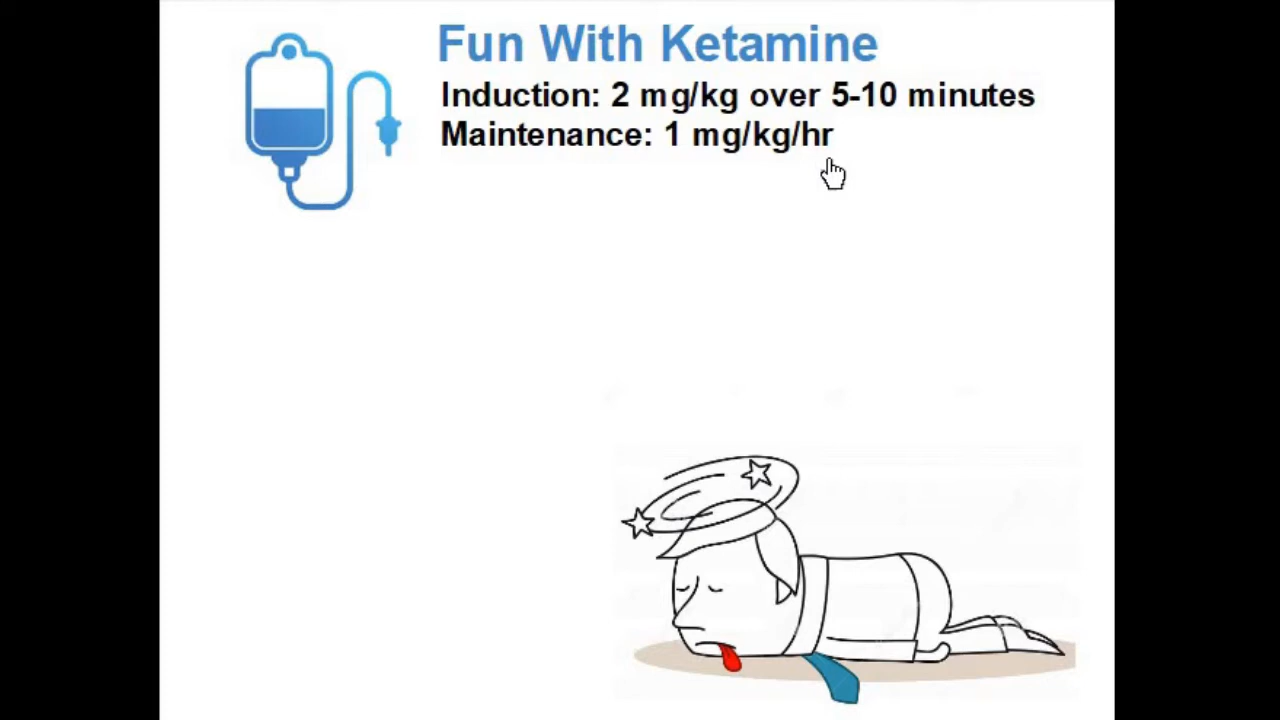 Fun With Ketamine
Induction: 2 mg/kg over 5-10 minutes
Maintenance: 1 mg/kg/hr